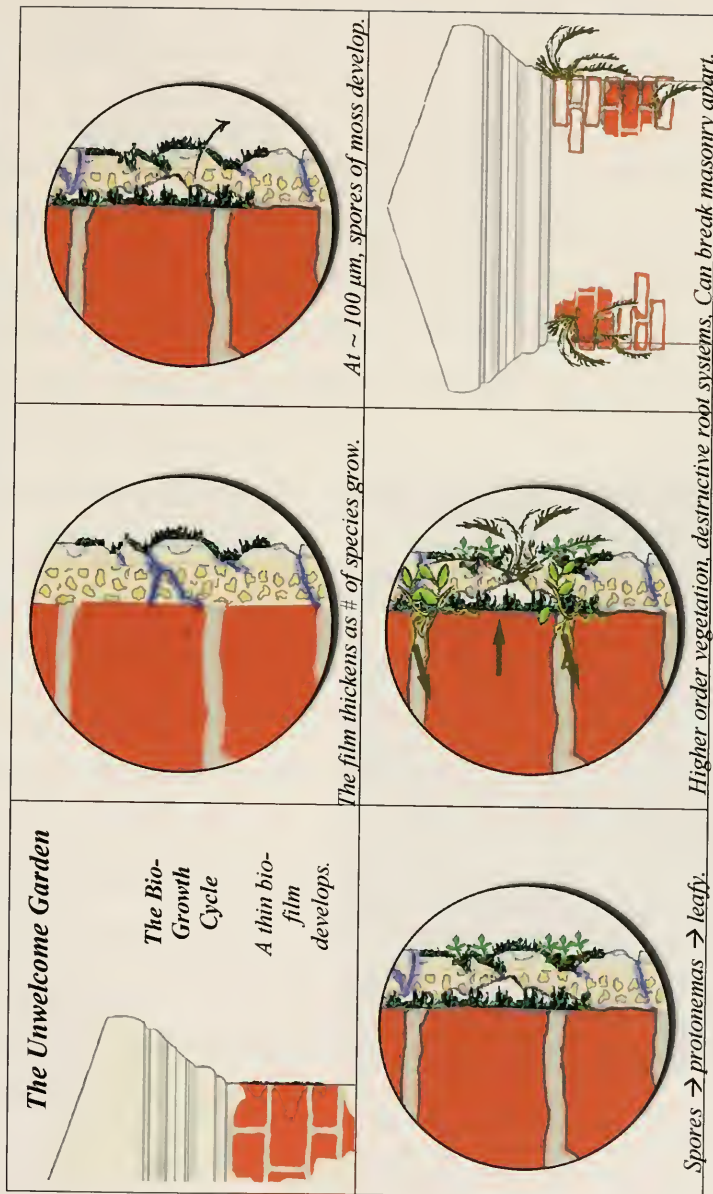 The Unwelcome Garden
The Bio-
Growth
Cycle
A thin bio-
film
develops.
The film thickens as # of species grow.
At ~ 100 µm, spores of moss develop.
Spores → protonemas → leafy.
Higher order vegetation, destructive root systems. Can break masonry apart.